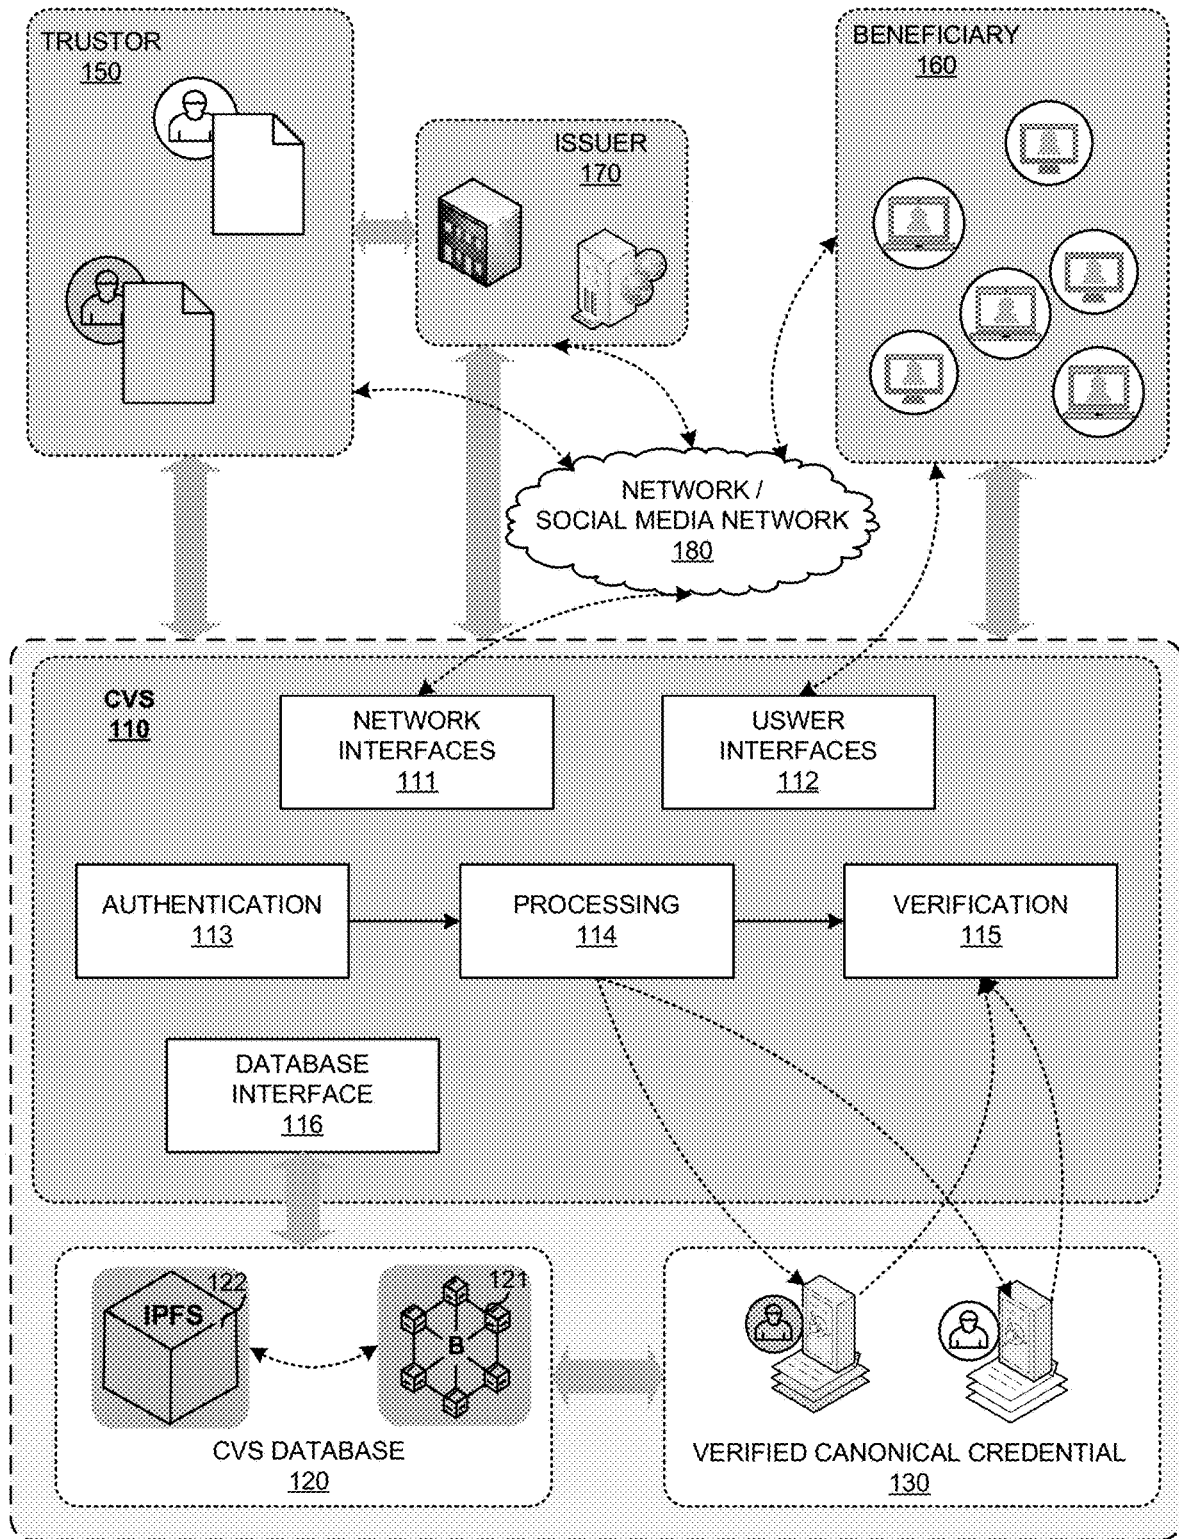 TRUSTOR
150
BENEFICIARY
160
ISSUER
170
NETWORK /
SOCIAL MEDIA NETWORK
180
CVS
110
NETWORK
INTERFACES
111
USWER
INTERFACES
112
AUTHENTICATION
113
PROCESSING
114
VERIFICATION
115
DATABASE
INTERFACE
116
IPFS
122
121
B
CVS DATABASE
120
VERIFIED CANONICAL CREDENTIAL
130